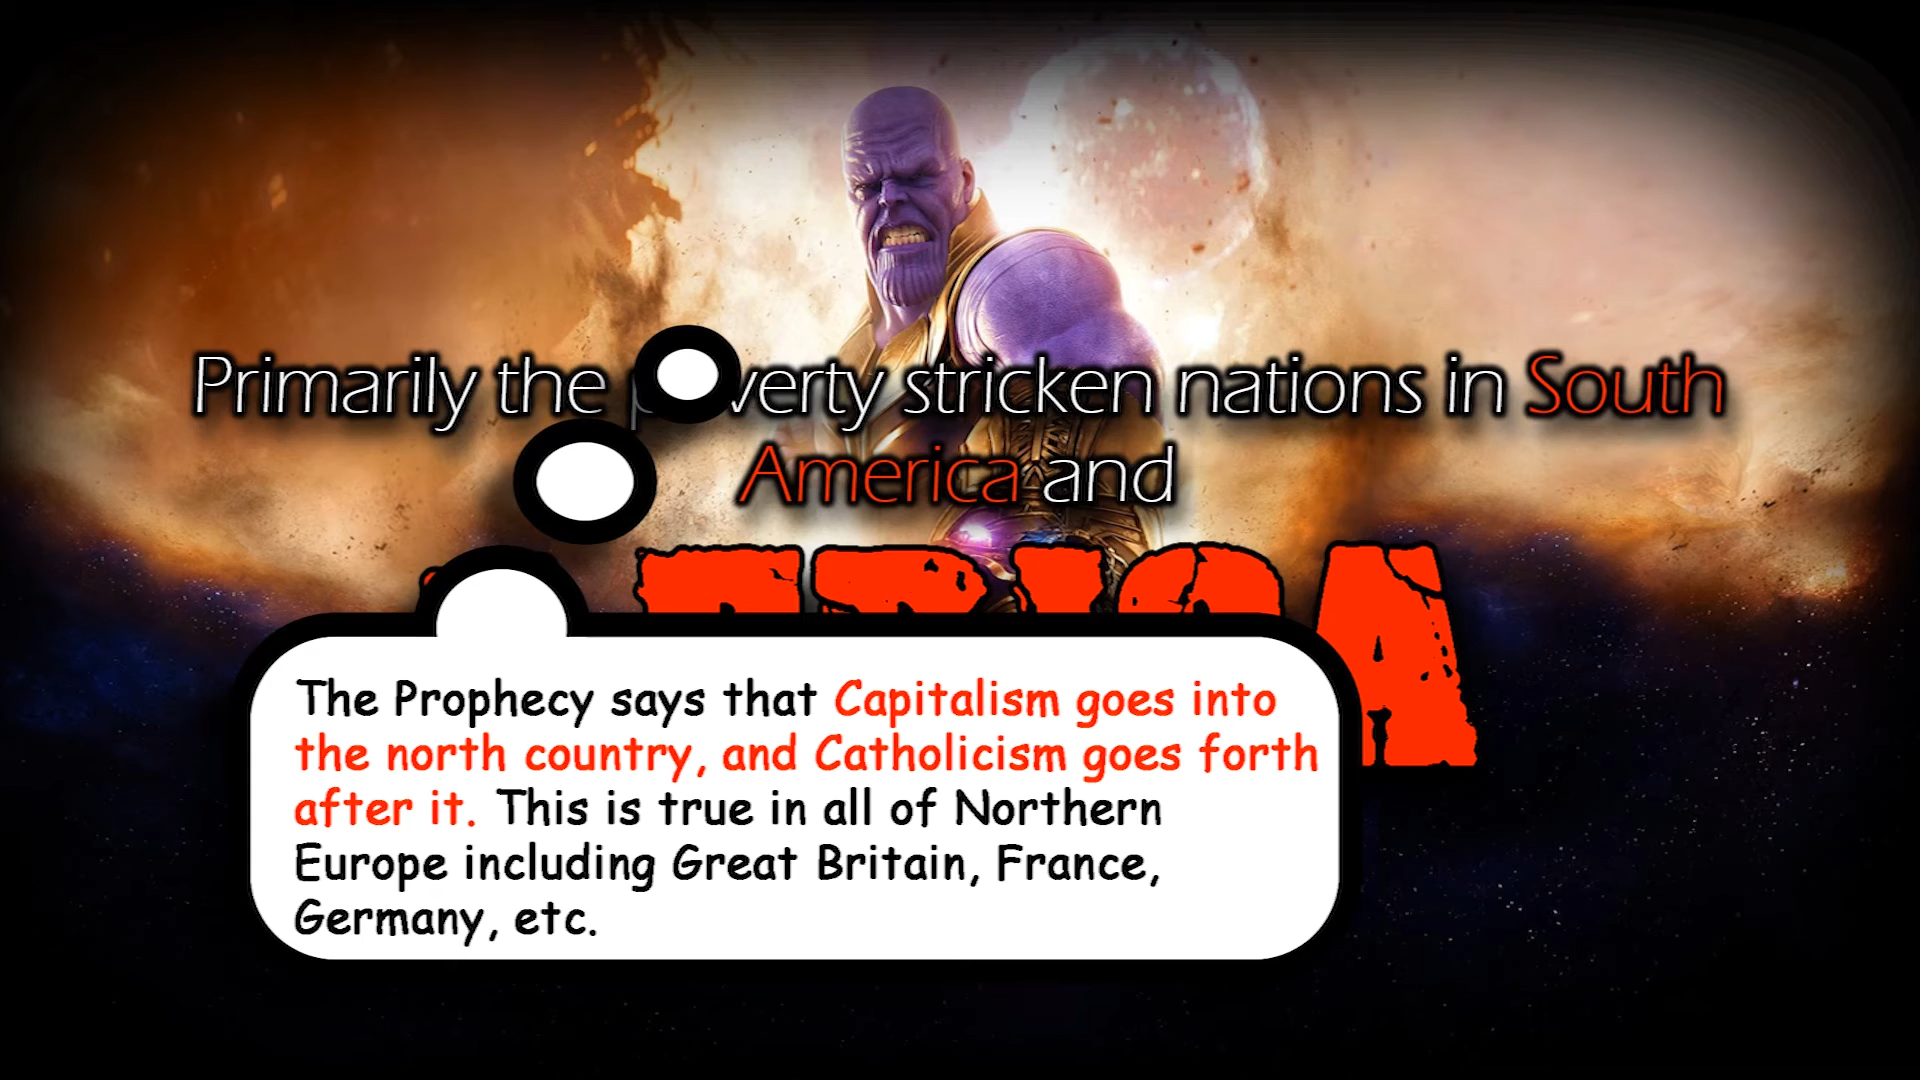 Primarily the verty stricken nations in South
America and
The Prophecy says that Capitalism goes into
the north country, and Catholicism goes forth
after it. This is true in all of Northern
Europe including Great Britain, France,
Germany, etc.